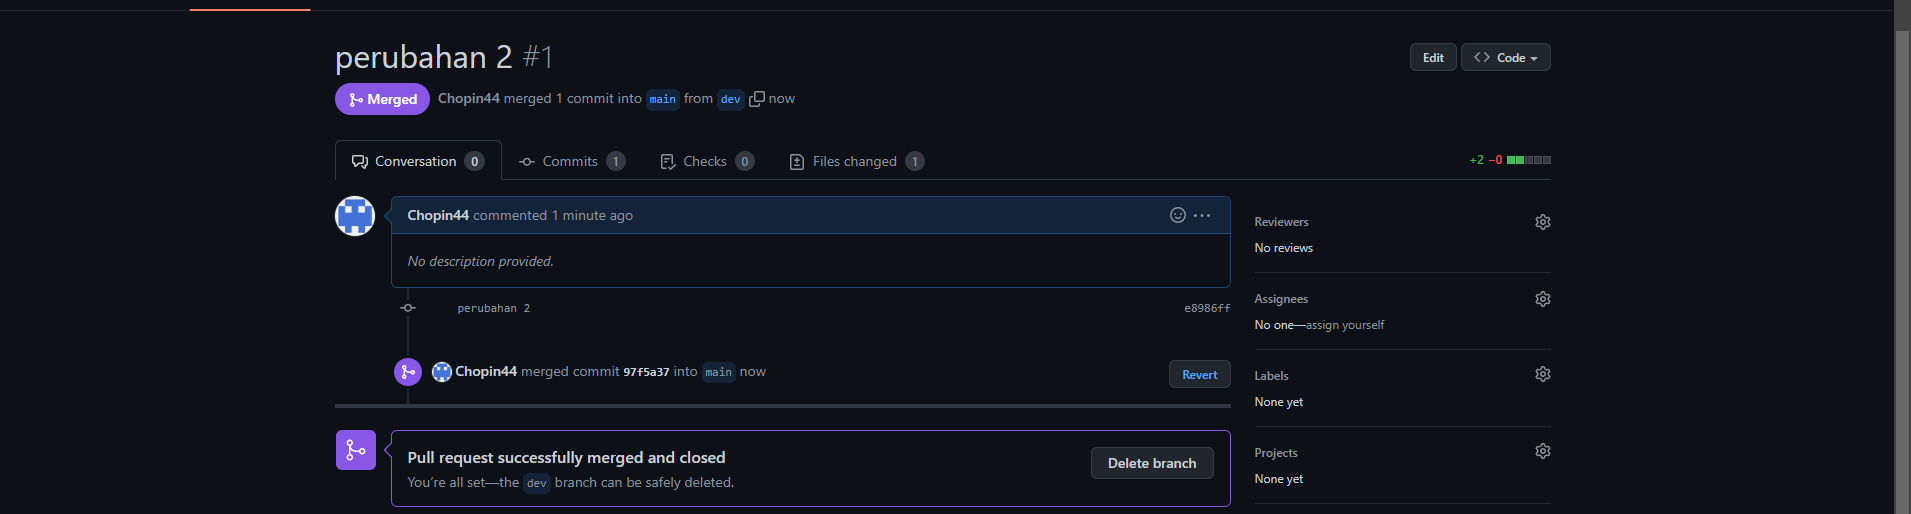 perubahan 2 #1
Edit
Code
Merged
Chopin44 merged 1 commit into main from dev now
Conversation 0
Commits 1
Checks 0
Files changed 1
+2 −0
Chopin44 commented 1 minute ago
No description provided.
perubahan 2
e8986ff
Chopin44 merged commit 97f5a37 into main now
Revert
Pull request successfully merged and closed
You're all set—the dev branch can be safely deleted.
Delete branch
Reviewers
No reviews
Assignees
No one—assign yourself
Labels
None yet
Projects
None yet